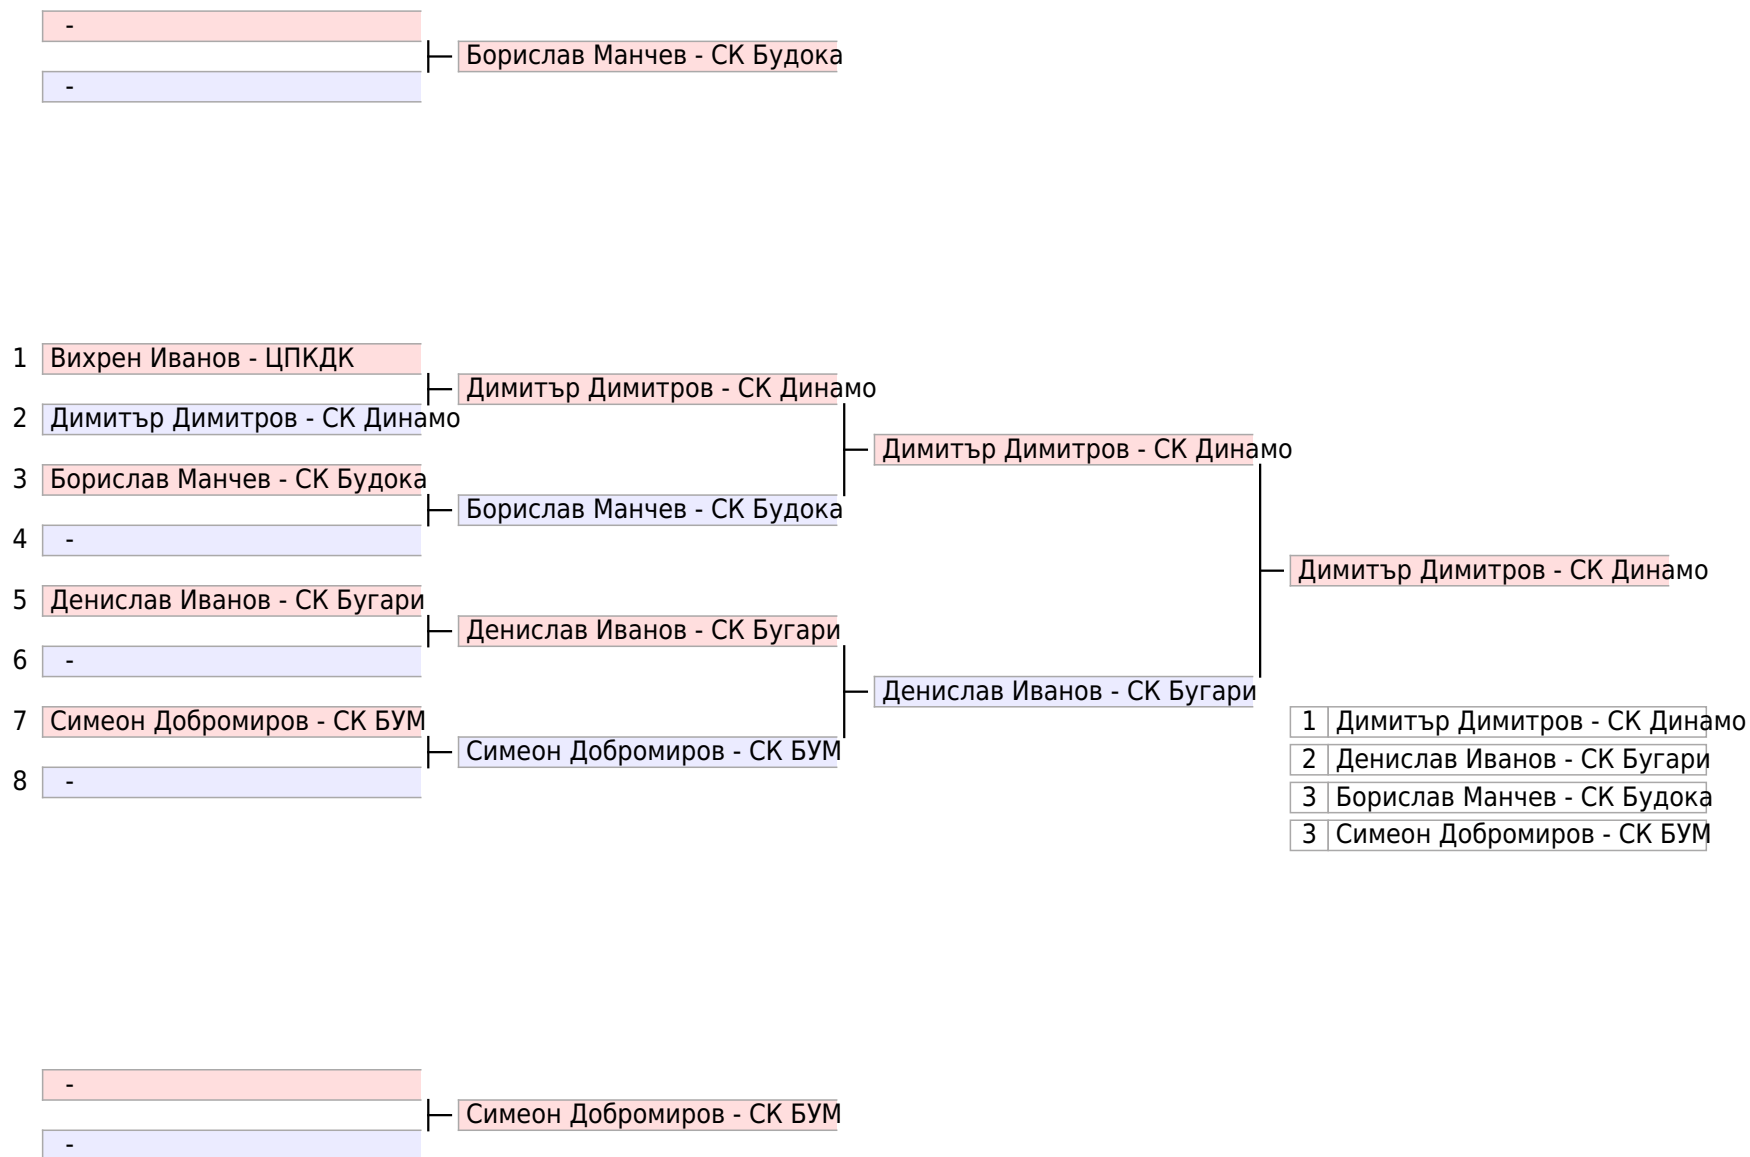 -
Борислав Манчев - СК Будока
-
1 Вихрен Иванов - ЦПКДК
Димитър Димитров - СК Динамо
2 Димитър Димитров - СК Динамо
Димитър Димитров - СК Динамо
3 Борислав Манчев - СК Будока
Борислав Манчев - СК Будока
4 -
Димитър Димитров - СК Динамо
5 Денислав Иванов - СК Бугари
Денислав Иванов - СК Бугари
6 -
Денислав Иванов - СК Бугари
7 Симеон Добромиров - СК БУМ
Симеон Добромиров - СК БУМ
8 -
1 Димитър Димитров - СК Динамо
2 Денислав Иванов - СК Бугари
3 Борислав Манчев - СК Будока
3 Симеон Добромиров - СК БУМ
-
Симеон Добромиров - СК БУМ
-